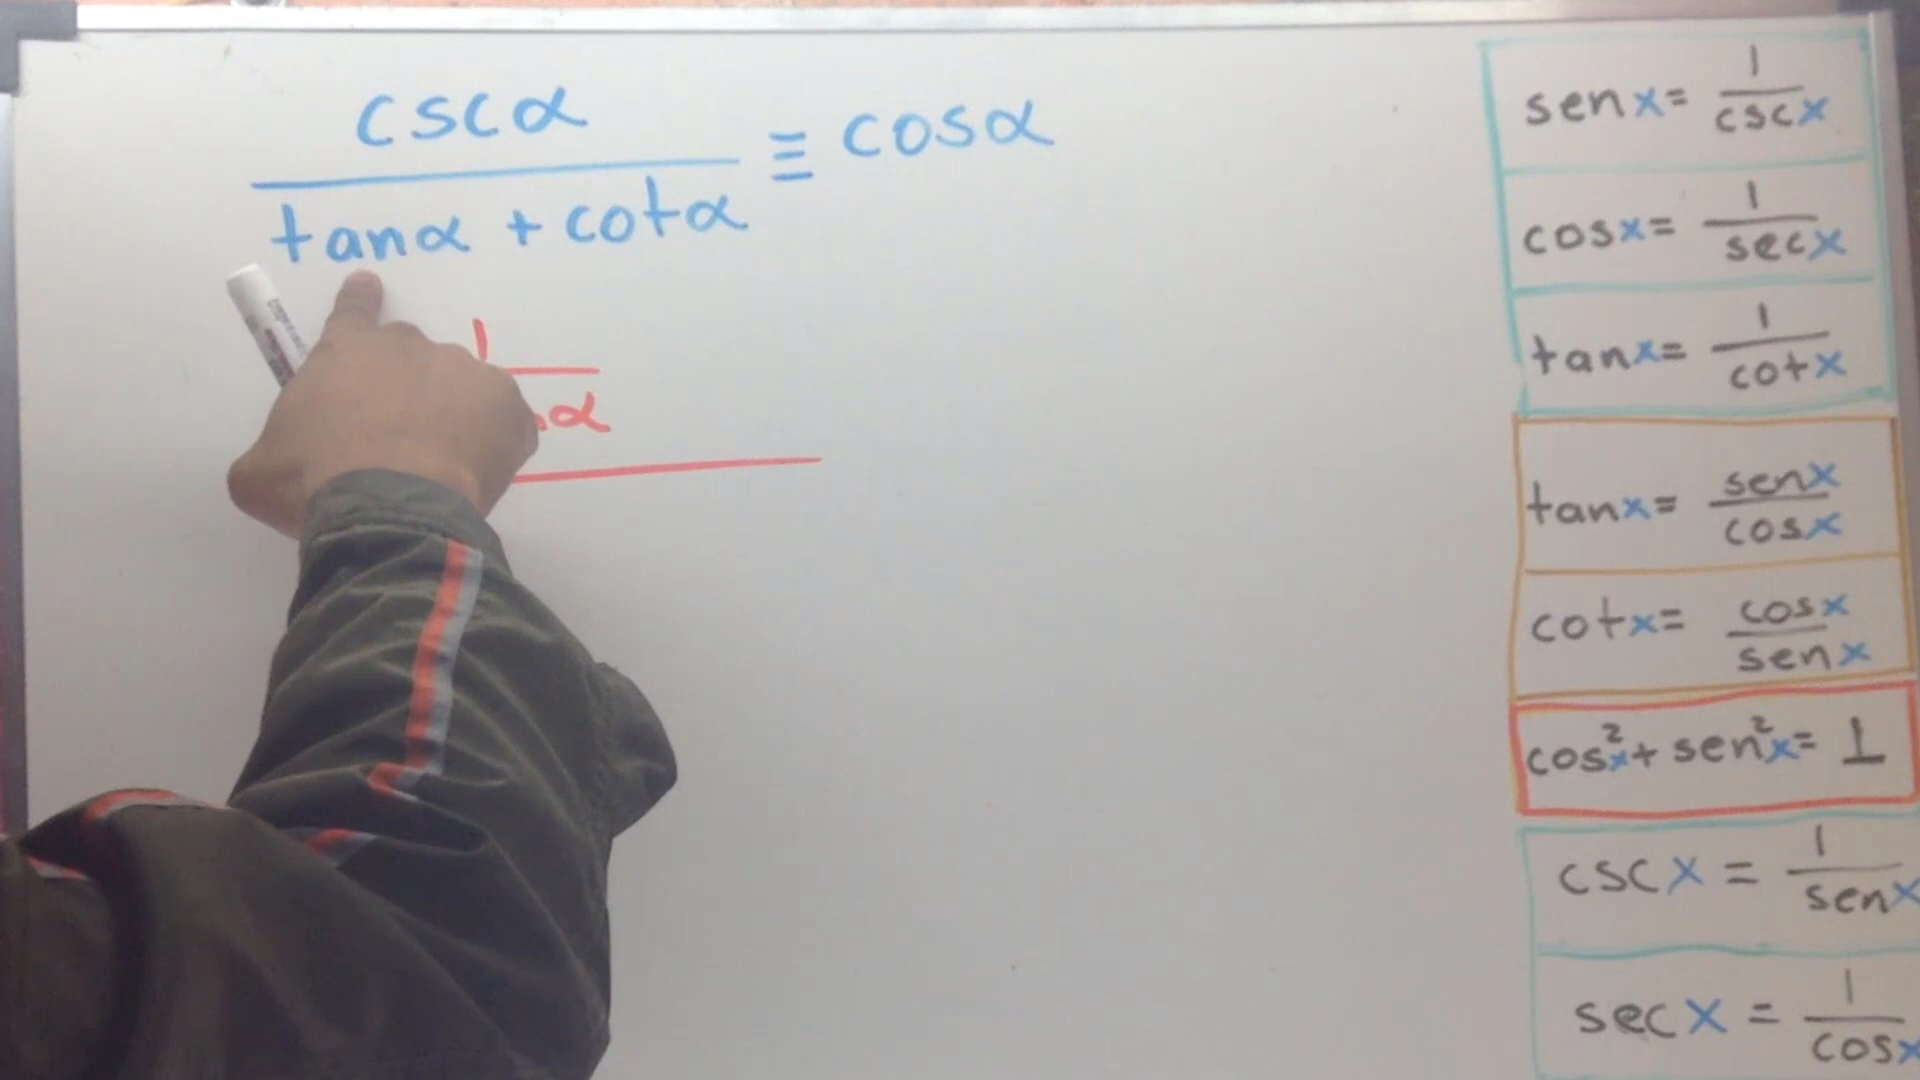 cscα
tanα + cotα ≡ cosα
1
α
senx = 1
cscx
cosx = 1
secx
tanx = 1
cotx
tanx = senx
cosx
cotx = cosx
senx
cos²x + sen²x = 1
cscx = 1
senx
secx = 1
cosx